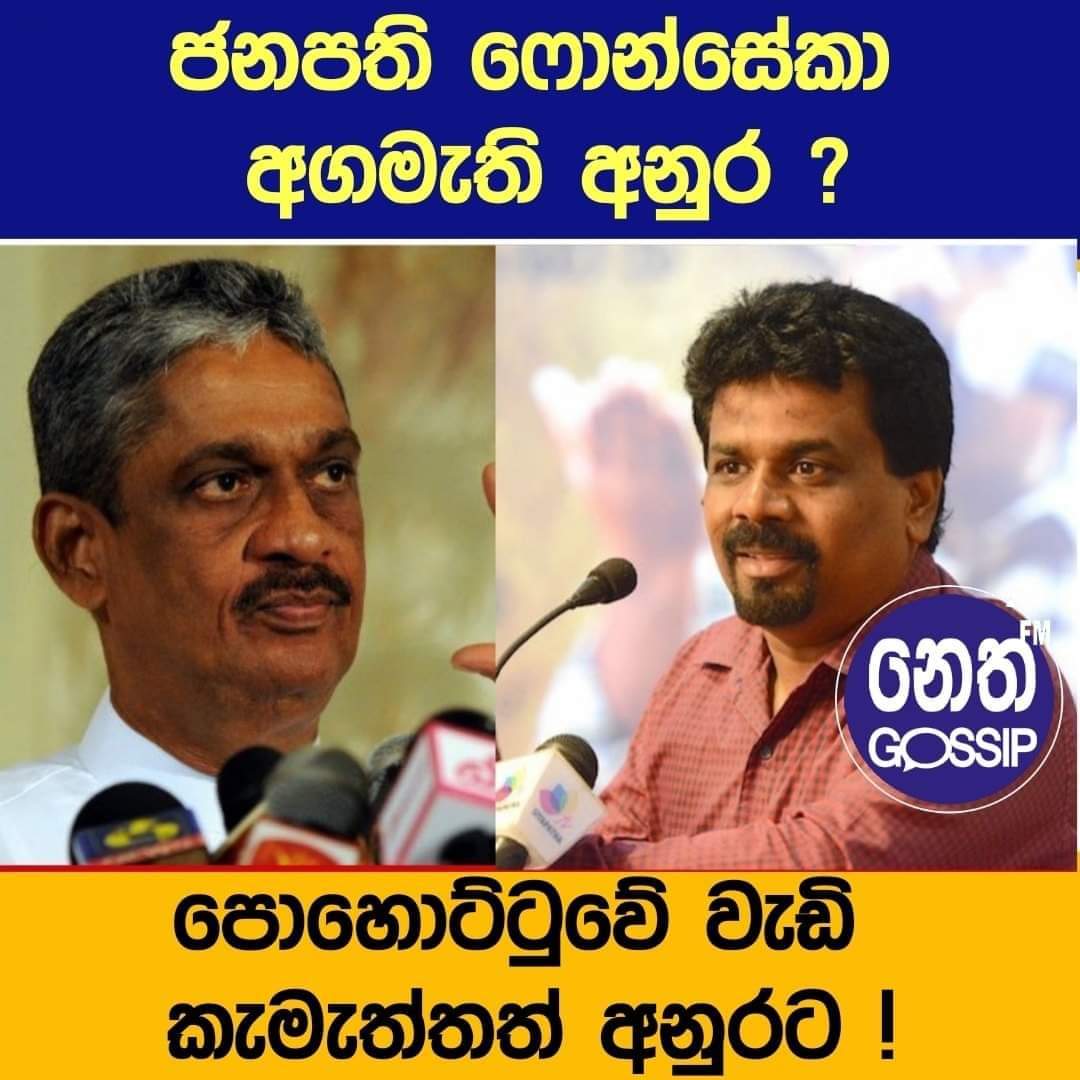 ජනපති ෆොන්සේකා
අගමැති අනුර ?
නෙත් FM
GOSSIP
පොහොට්ටුවේ වැඩි
කැමැත්තත් අනුරට !